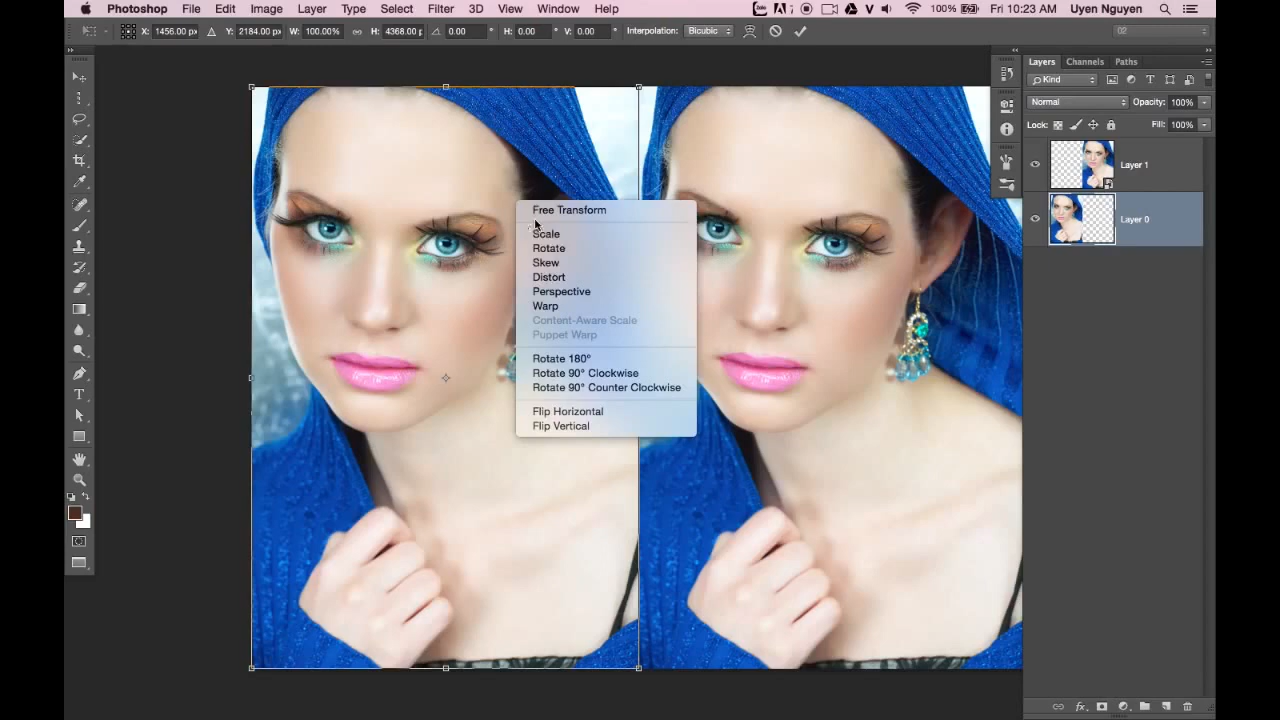 Photoshop File Edit Image Layer Type Select Filter 3D View Window Help 100% Fri 10:23 AM Uyen Nguyen
X: 1456.00 px Y: 2184.00 px W: 100.00% H: 4368.00 p 0.00 ° H: 0.00 ° V: 0.00 ° Interpolation: Bicubic 02
Layers Channels Paths
Kind
Normal Opacity: 100%
Lock: Fill: 100%
Layer 1
Layer 0
Free Transform
Scale
Rotate
Skew
Distort
Perspective
Warp
Content-Aware Scale
Puppet Warp
Rotate 180°
Rotate 90° Clockwise
Rotate 90° Counter Clockwise
Flip Horizontal
Flip Vertical